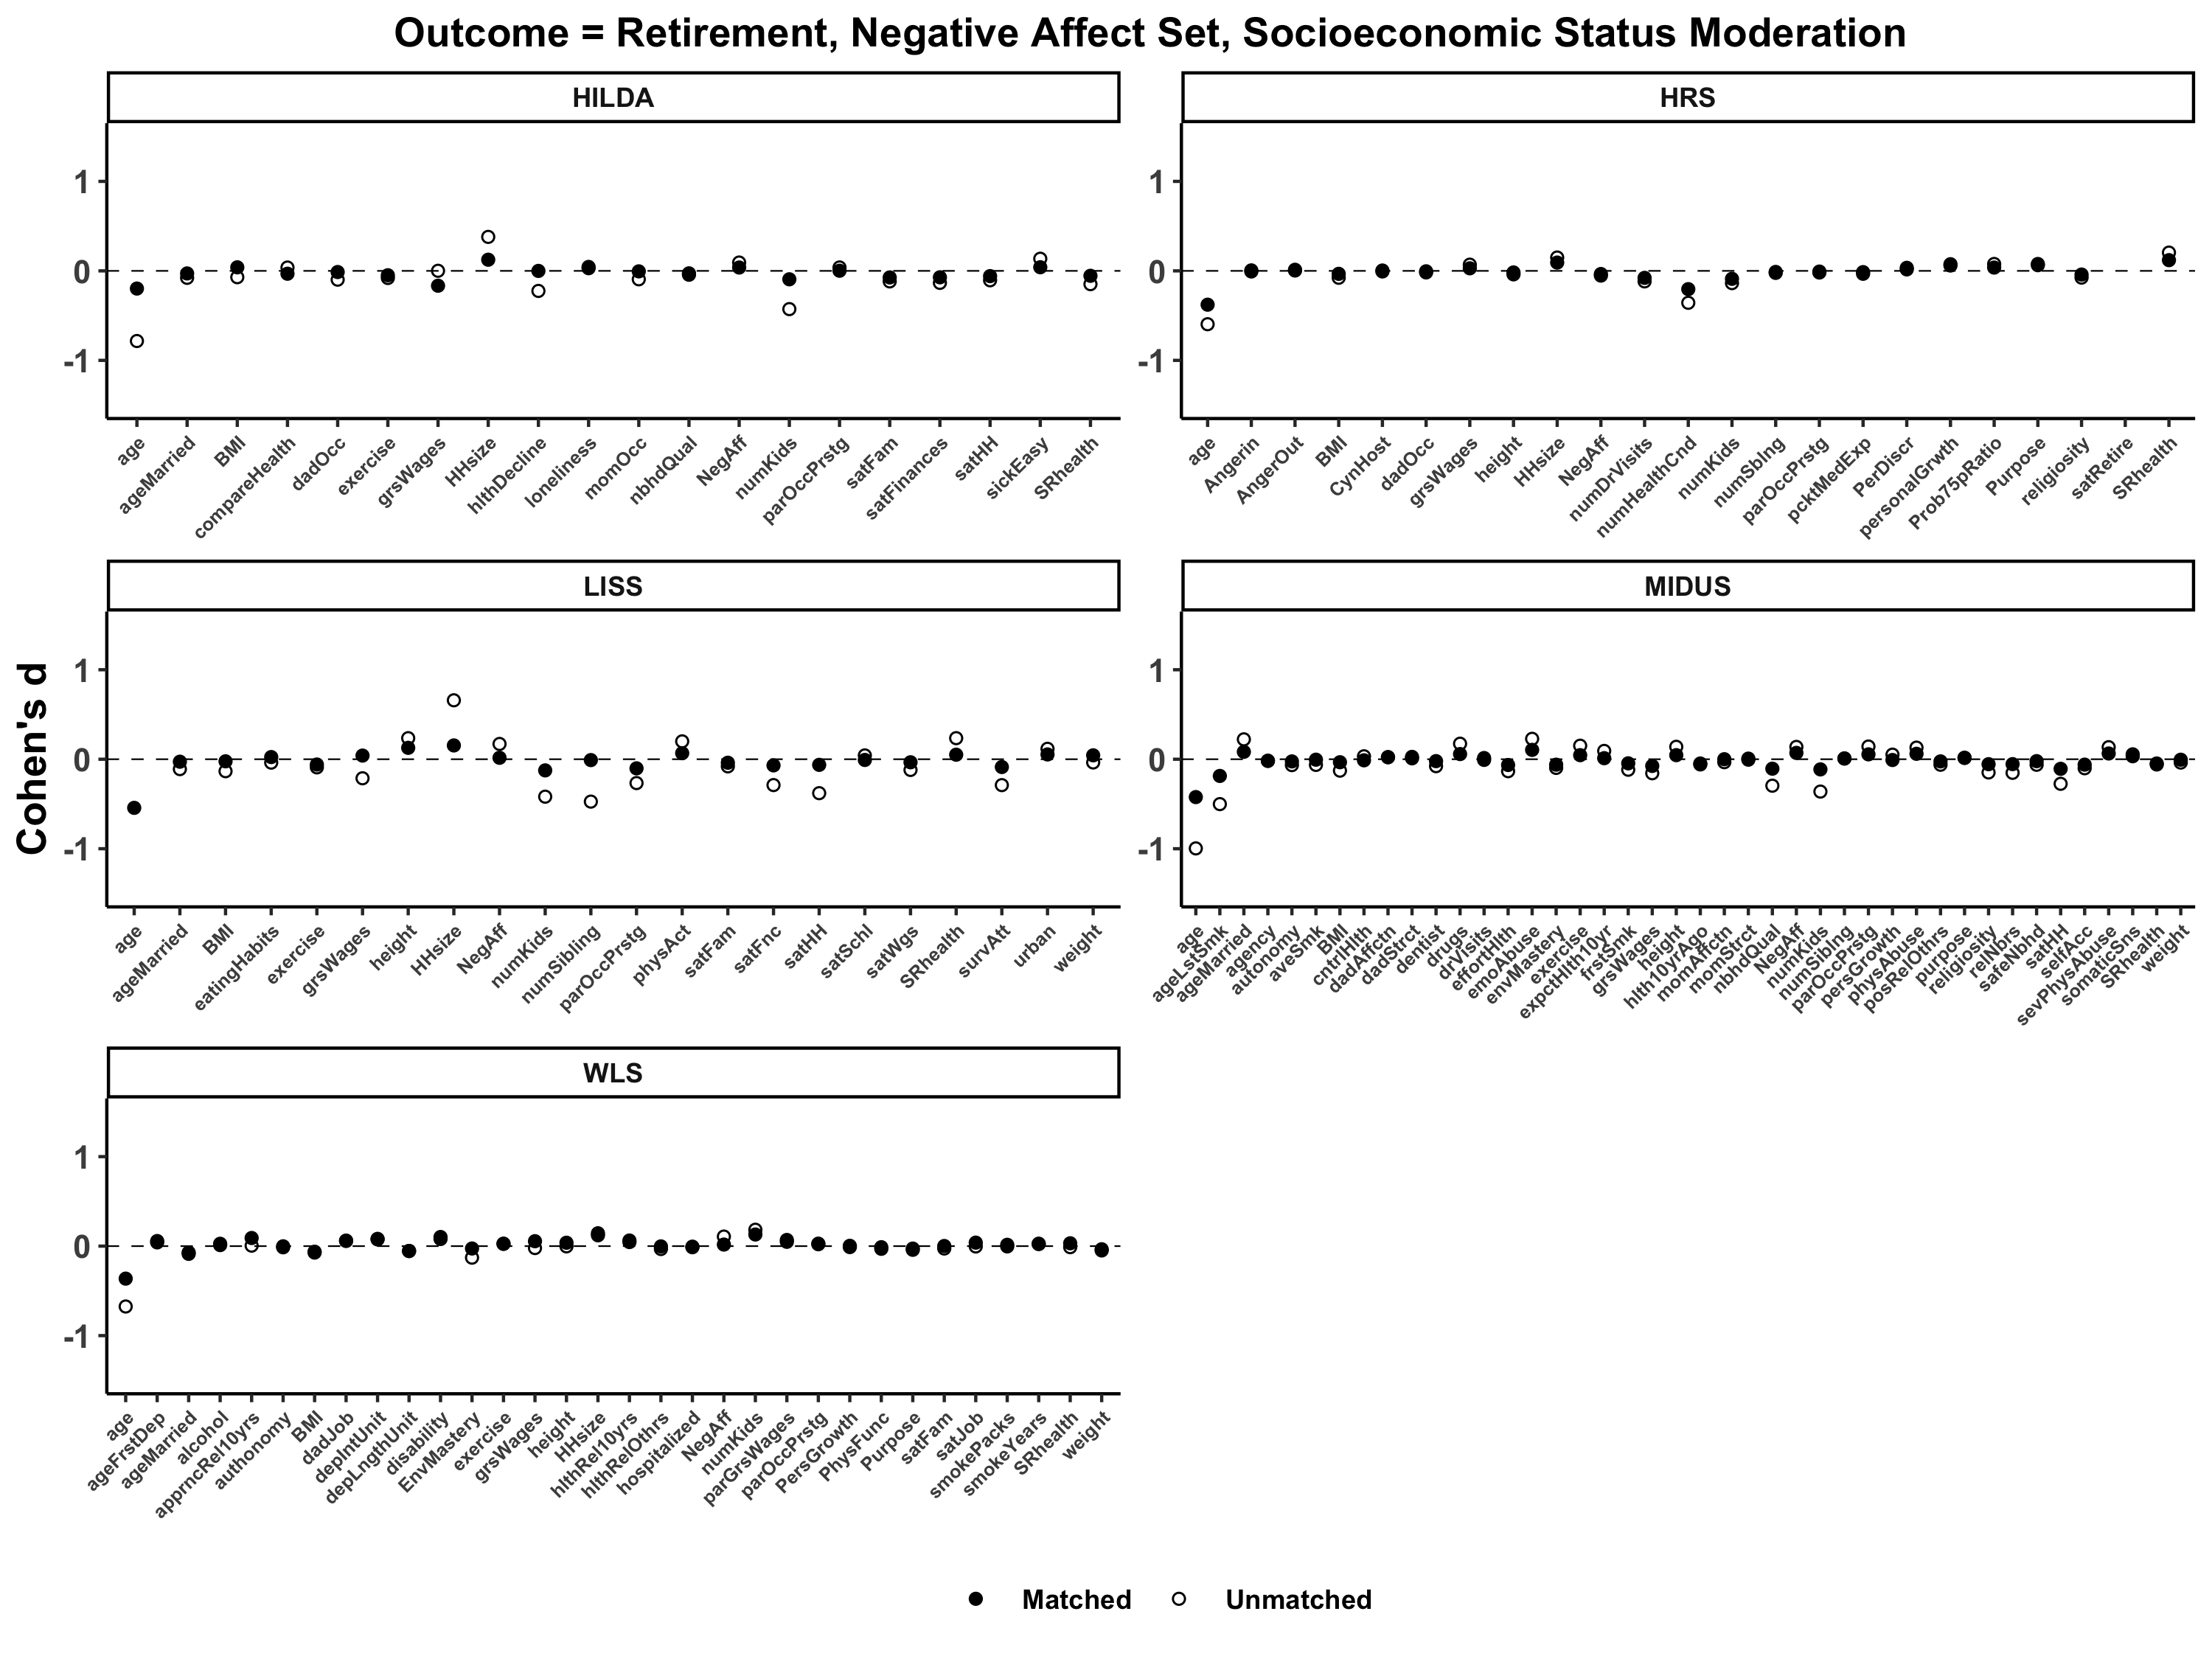 Outcome = Retirement, Negative Affect Set, Socioeconomic Status Moderation
HILDA
1
0
-1
age
ageMarried
BMI
compareHealth
dadOcc
exercise
grsWages
HHsize
hlthDecline
loneliness
momOcc
nbhdQual
NegAff
numKids
parOccPrstg
satFam
satFinances
satHH
sickEasy
SRhealth
HRS
1
0
-1
age
Angerin
AngerOut
BMI
CynHost
dadOcc
grsWages
height
HHsize
NegAff
numDrVisits
numHealthCnd
numKids
numSblng
parOccPrstg
pcktMedExp
PerDiscr
personalGrwth
Prob75pRatio
Purpose
religiosity
satRetire
SRhealth
Cohen's d
LISS
1
0
-1
age
ageMarried
BMI
eatingHabits
exercise
grsWages
height
HHsize
NegAff
numKids
numSibling
parOccPrstg
physAct
satFam
satFnc
satHH
satSchl
satWgs
SRhealth
survAtt
urban
weight
MIDUS
1
0
-1
age
ageLstSmk
ageMarried
agency
autonomy
aveSmk
BMI
cntrlHlth
dadAffctn
dadStrct
dentist
drugs
drVisits
effortHlth
emoAbuse
envMastery
exercise
expctHlth10yr
frstSmk
grsWages
height
hlth10yrAgo
momAffctn
momStrct
nbhdQual
NegAff
numKids
numSiblng
parOccPrstg
persGrowth
physAbuse
posRelOthrs
purpose
religiosity
relNbrs
safeNbhd
satHH
selfAcc
sevPhysAbuse
somaticSns
SRhealth
weight
WLS
1
0
-1
age
ageFrstDep
ageMarried
alcohol
apprncRel10yrs
authonomy
BMI
dadJob
depIntUnit
depLngthUnit
disability
EnvMastery
exercise
grsWages
height
HHsize
hlthRel10yrs
hlthRelOthrs
hospitalized
NegAff
numKids
parGrsWages
parOccPrstg
PersGrowth
PhysFunc
Purpose
satFam
satJob
smokePacks
smokeYears
SRhealth
weight
Matched
Unmatched